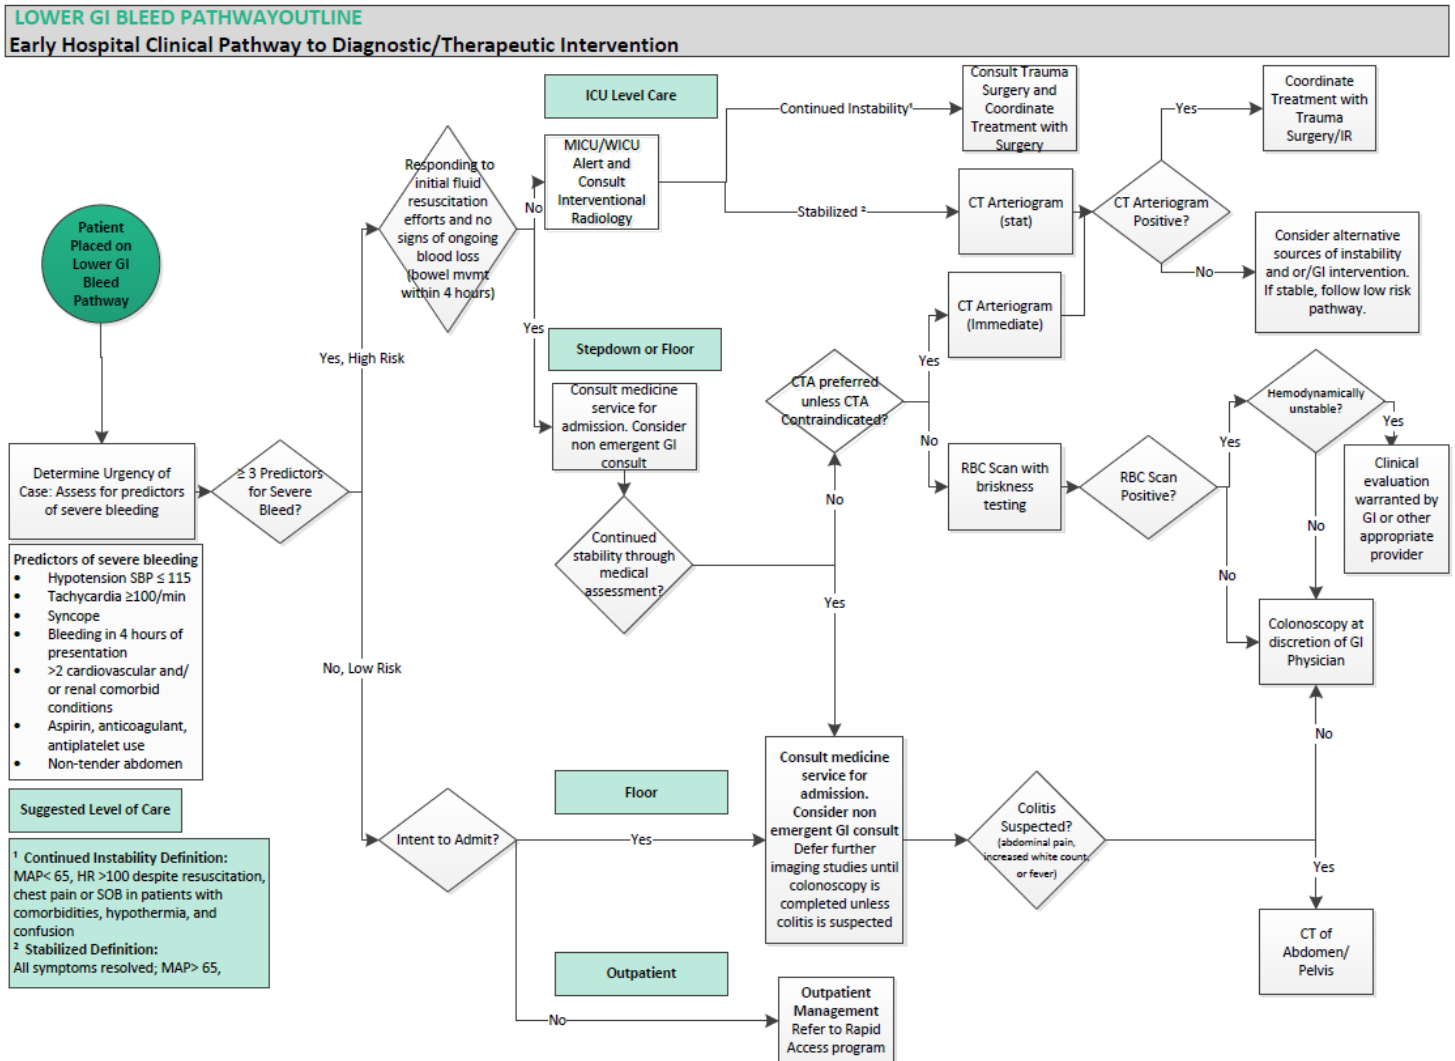 LOWER GI BLEED PATHWAYOUTLINE
Early Hospital Clinical Pathway to Diagnostic/Therapeutic Intervention
Patient
Placed on
Lower GI
Bleed
Pathway
Determine Urgency of
Case: Assess for predictors
of severe bleeding
≥ 3 Predictors
for Severe
Bleed?
Predictors of severe bleeding
• Hypotension SBP ≤ 115
• Tachycardia ≥100/min
• Syncope
• Bleeding in 4 hours of
presentation
• >2 cardiovascular and/
or renal comorbid
conditions
• Aspirin, anticoagulant,
antiplatelet use
• Non-tender abdomen
Suggested Level of Care
¹ Continued Instability Definition:
MAP< 65, HR >100 despite resuscitation,
chest pain or SOB in patients with
comorbidities, hypothermia, and
confusion
² Stabilized Definition:
All symptoms resolved; MAP> 65,
Yes, High Risk
No, Low Risk
Responding to
initial fluid
resuscitation
efforts and no
signs of ongoing
blood loss
(bowel mvmt
within 4 hours)
No
Yes
ICU Level Care
MICU/WICU
Alert and
Consult
Interventional
Radiology
Continued Instability¹
Stabilized ²
Consult Trauma
Surgery and
Coordinate
Treatment with
Surgery
CT Arteriogram
(stat)
CT Arteriogram
(Immediate)
CT Arteriogram
Positive?
Yes
Coordinate
Treatment with
Trauma
Surgery/IR
No
Consider alternative
sources of instability
and or/GI intervention.
If stable, follow low risk
pathway.
Stepdown or Floor
Consult medicine
service for
admission. Consider
non emergent GI
consult
Continued
stability through
medical
assessment?
No
Yes
CTA preferred
unless CTA
Contraindicated?
Yes
No
RBC Scan with
briskness
testing
RBC Scan
Positive?
Yes
No
Hemodynamically
unstable?
Yes
No
Clinical
evaluation
warranted by
GI or other
appropriate
provider
Colonoscopy at
discretion of GI
Physician
Intent to Admit?
Floor
Yes
Consult medicine
service for
admission.
Consider non
emergent GI consult
Defer further
imaging studies until
colonoscopy is
completed unless
colitis is suspected
Colitis
Suspected?
(abdominal pain,
increased white count,
or fever)
No
Yes
CT of
Abdomen/
Pelvis
Outpatient
No
Outpatient
Management
Refer to Rapid
Access program